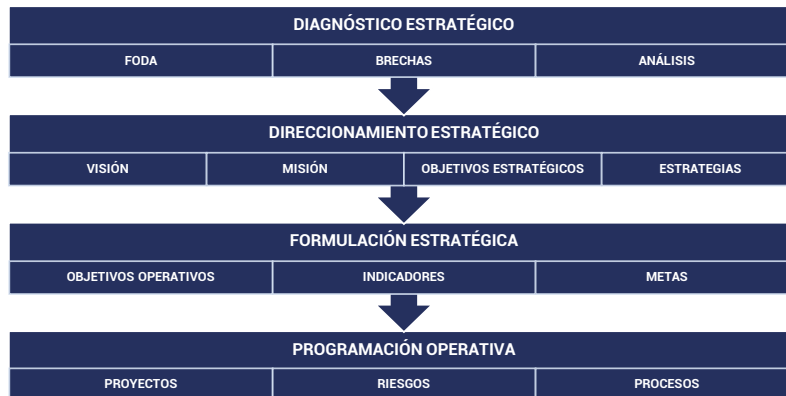 DIAGNÓSTICO ESTRATÉGICO
FODA BRECHAS ANÁLISIS
DIRECCIONAMIENTO ESTRATÉGICO
VISIÓN MISIÓN OBJETIVOS ESTRATÉGICOS ESTRATEGIAS
FORMULACIÓN ESTRATÉGICA
OBJETIVOS OPERATIVOS INDICADORES METAS
PROGRAMACIÓN OPERATIVA
PROYECTOS RIESGOS PROCESOS